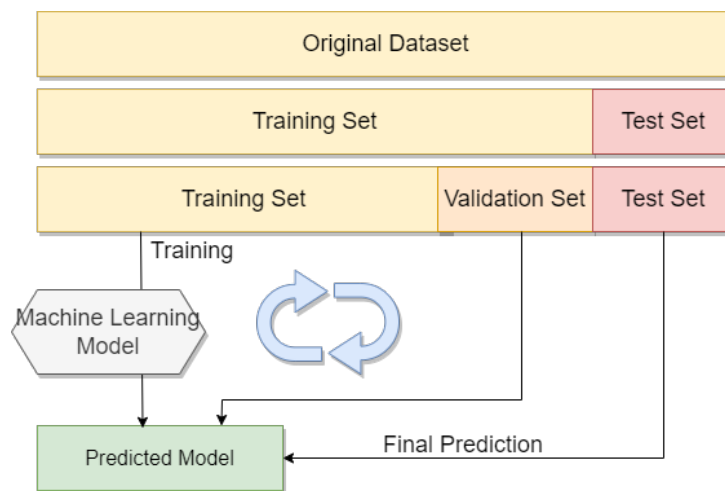 Original Dataset
Training Set
Test Set
Training Set
Validation Set
Test Set
Training
Machine Learning
Model
Final Prediction
Predicted Model